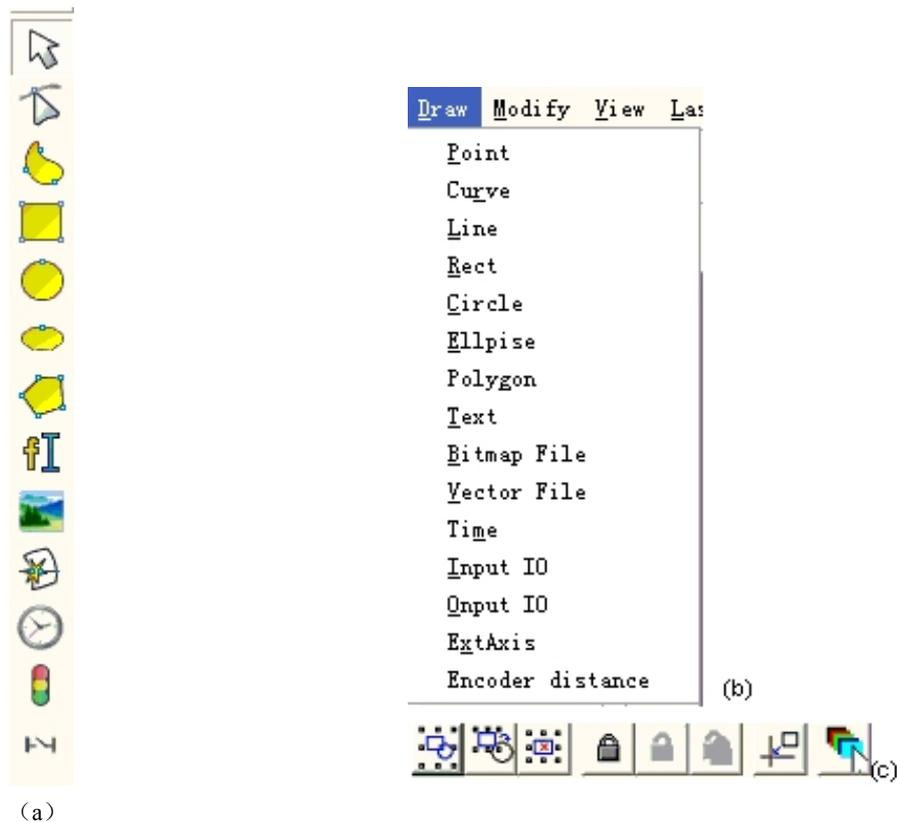 Draw Modify View Las
Point
Curve
Line
Rect
Circle
Ellpise
Polygon
Text
Bitmap File
Vector File
Time
Input IO
Onput IO
ExtAxis
Encoder distance
(b)
(c)
（a）